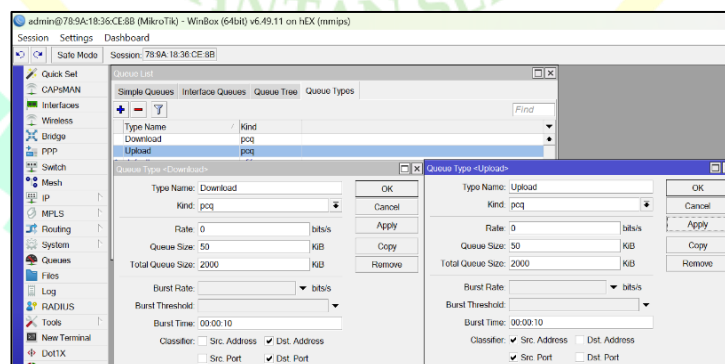 admin@78:9A:18:36:CE:8B (MikroTik) - WinBox (64bit) v6.49.11 on hEX (mmips)
Session Settings Dashboard
Safe Mode Session: 78:9A:18:36:CE:8B
Quick Set
CAPsMAN
Interfaces
Wireless
Bridge
PPP
Switch
Mesh
IP
MPLS
Routing
System
Queues
Files
Log
RADIUS
Tools
New Terminal
Dot1X
Queue List
Simple Queues Interface Queues Queue Tree Queue Types
Find
Type Name Kind
Download pcq
Upload pcq
Queue Type <Download>
Type Name: Download OK
Kind: pcq Cancel
Rate: 0 bits/s Apply
Queue Size: 50 KiB Copy
Total Queue Size: 2000 KiB Remove
Burst Rate: bits/s
Burst Threshold:
Burst Time: 00:00:10
Classifier: Src. Address Dst. Address
Src. Port Dst. Port
Queue Type <Upload>
Type Name: Upload OK
Kind: pcq Cancel
Rate: 0 bits/s Apply
Queue Size: 50 KiB Copy
Total Queue Size: 2000 KiB Remove
Burst Rate: bits/s
Burst Threshold:
Burst Time: 00:00:10
Classifier: Src. Address Dst. Address
Src. Port Dst. Port